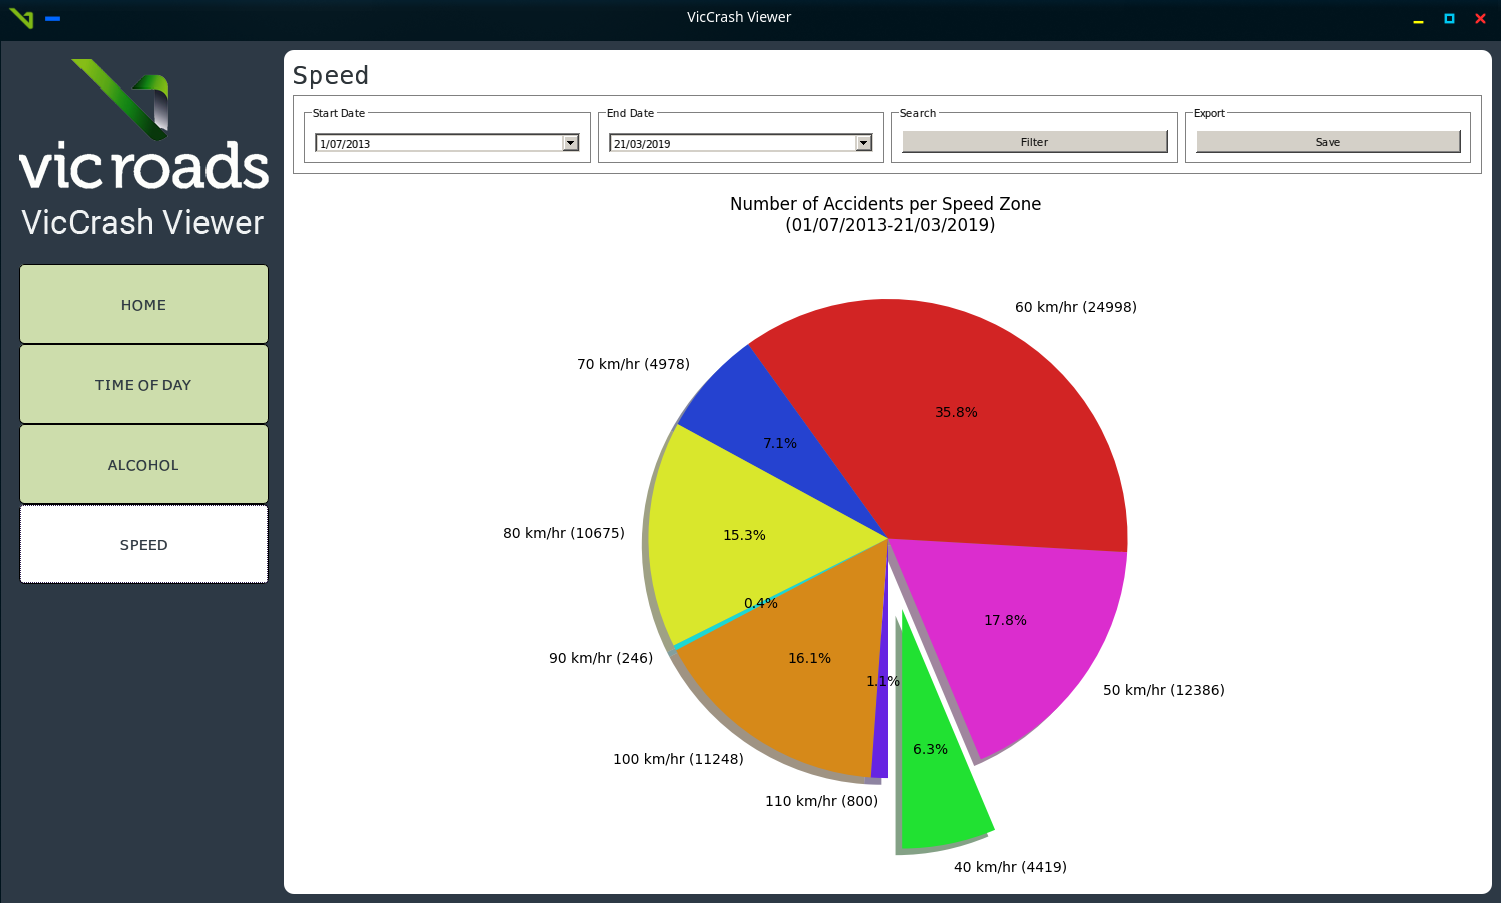 VicCrash Viewer
vic roads
VicCrash Viewer
HOME
TIME OF DAY
ALCOHOL
SPEED
Speed
Start Date
1/07/2013
End Date
21/03/2019
Search
Filter
Export
Save
Number of Accidents per Speed Zone
(01/07/2013-21/03/2019)
60 km/hr (24998)
70 km/hr (4978)
35.8%
7.1%
80 km/hr (10675)
15.3%
0.4%
17.8%
90 km/hr (246)
16.1%
1.1%
50 km/hr (12386)
6.3%
100 km/hr (11248)
110 km/hr (800)
40 km/hr (4419)